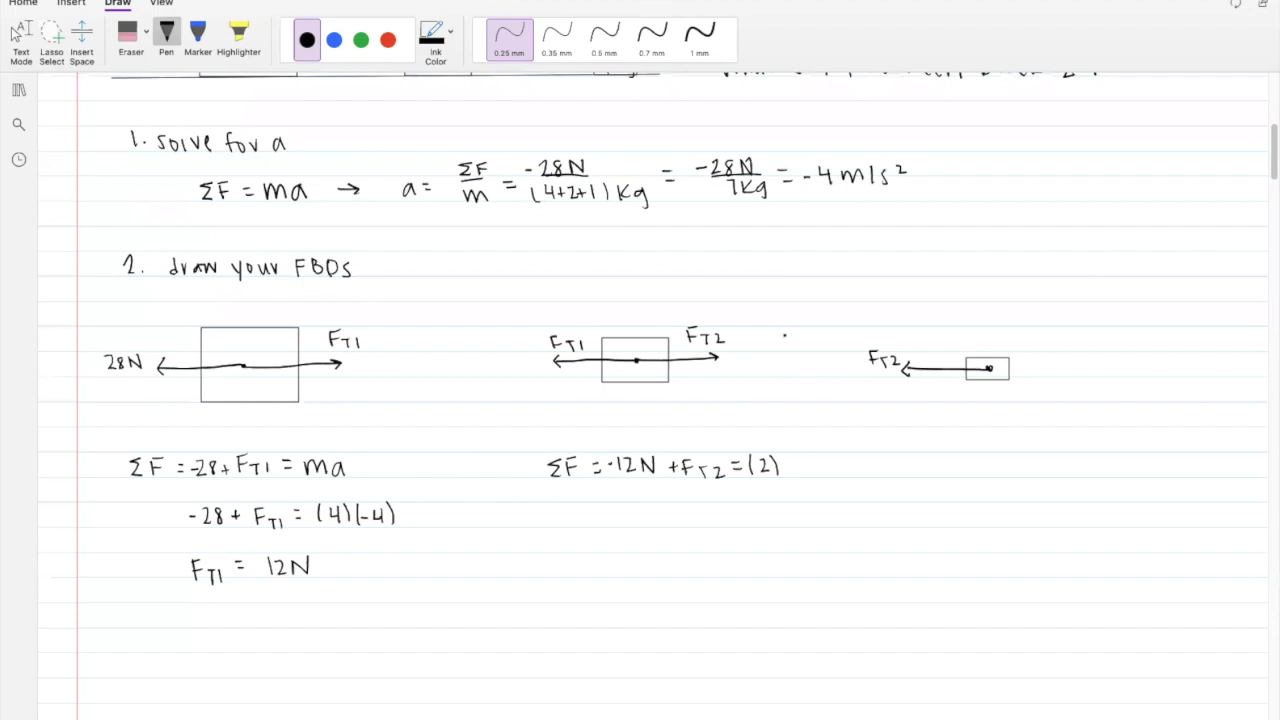 Home Insert Draw View
Text Mode
Lasso Select
Insert Space
Eraser
Pen
Marker
Highlighter
Ink Color
0.25 mm
0.35 mm
0.5 mm
0.7 mm
1 mm
1. solve for a
ΣF = ma → a = ΣF/m = -28N/(4+2+1)Kg = -28N/7Kg = -4 m/s²
2. draw your FBDs
28N FT1
FT1 FT2
FT2
ΣF = -28 + FT1 = ma
ΣF = -12N + FT2 = (2)
-28 + FT1 = (4)(-4)
FT1 = 12N